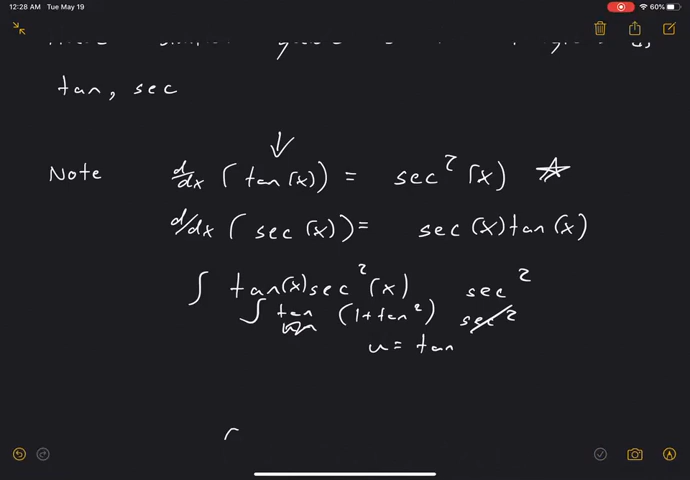 12:28 AM Tue May 19
60%
tan, sec
Note d/dx (tan(x)) = sec² (x)
d/dx (sec (x)) = sec (x) tan (x)
∫ tan(x) sec² (x) sec²
∫ tan (1 + tan²) sec²
u = tan